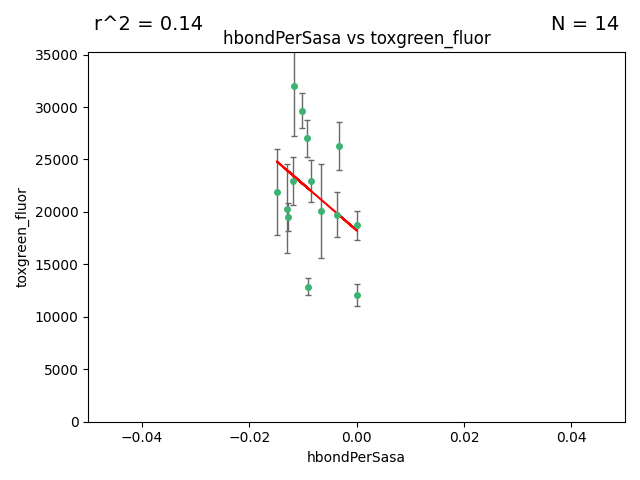 r^2 = 0.14
N = 14
hbondPerSasa vs toxgreen_fluor
35000
30000
25000
20000
15000
10000
5000
0
toxgreen_fluor
−0.04
−0.02
0.00
0.02
0.04
hbondPerSasa